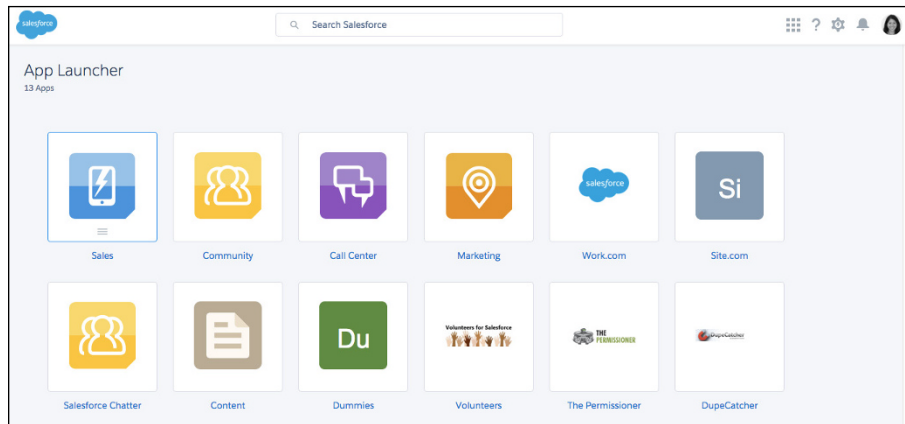 salesforce
Search Salesforce
App Launcher
13 Apps
salesforce
Si
Sales
Community
Call Center
Marketing
Work.com
Site.com
Du
Volunteers for Salesforce
THE
PERMISSIONER
DupeCatcher
Salesforce Chatter
Content
Dummies
Volunteers
The Permissioner
DupeCatcher